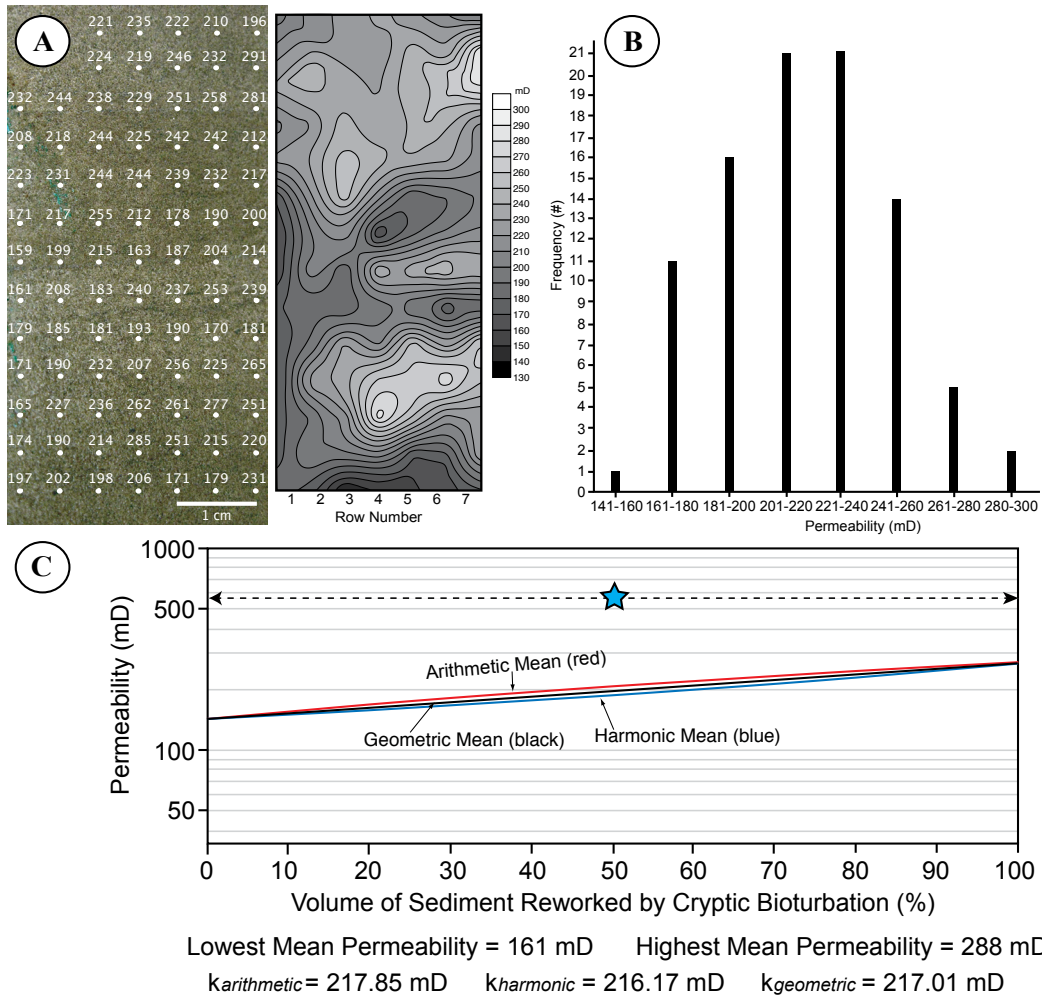 A
221 235 222 210 196
224 219 246 232 291
232 244 238 229 251 258 281
208 218 244 225 242 242 212
223 231 244 244 239 232 217
171 217 255 212 178 190 200
159 199 215 163 187 204 214
161 208 183 240 237 253 239
179 185 181 193 190 170 181
171 190 232 207 256 225 265
165 227 236 262 261 277 251
174 190 214 285 251 215 220
197 202 198 206 171 179 231
1 cm
1 2 3 4 5 6 7
Row Number
mD
300
290
280
270
260
250
240
230
220
210
200
190
180
170
160
150
140
130
B
21
20
19
18
17
16
15
14
13
12
11
10
9
8
7
6
5
4
3
2
1
0
Frequency (#)
141-160 161-180 181-200 201-220 221-240 241-260 261-280 280-300
Permeability (mD)
C
1000
500
100
50
Permeability (mD)
Arithmetic Mean (red)
Geometric Mean (black)
Harmonic Mean (blue)
0 10 20 30 40 50 60 70 80 90 100
Volume of Sediment Reworked by Cryptic Bioturbation (%)
Lowest Mean Permeability = 161 mD Highest Mean Permeability = 288 mD
karithmetic = 217.85 mD kharmonic = 216.17 mD kgeometric = 217.01 mD